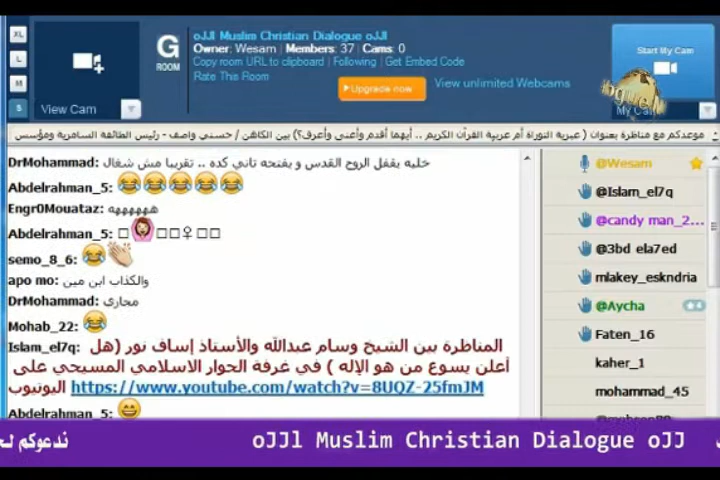 oJJl Muslim Christian Dialogue oJJl
Owner: Wesam | Members: 37 | Cams: 0
Copy room URL to clipboard | Following | Get Embed Code
Rate This Room
G
ROOM
View Cam
Upgrade now
View unlimited Webcams
Start My Cam
My Cam
XL
L
M
S
موعدكم مع مناظرة بعنوان ( عبرية التوراة أم عربية القرآن الكريم .. أيهما أقدم وأغنى وأعرق؟) بين الكاهن / حسني واصف - رئيس الطائفة السامرية ومؤسس
DrMohammad: خليه يقفل الروح القدس و يفتحه تاني كده .. تقريبا مش شغال
Abdelrahman_5: 😂😂😂😂😂
Engr0Mouataz: هههههه
Abdelrahman_5: □🙆□□♀□□
semo_8_6: 😂👏
apo mo: والكذاب ابن مين
DrMohammad: مجازى
Mohab_22: 😂
Islam_el7q: المناظرة بين الشيخ وسام عبدالله والأستاذ إساف نور (هل
أعلن يسوع من هو الإله ) في غرفة الحوار الاسلامي المسيحي على
اليوتيوب https://www.youtube.com/watch?v=8UQZ-25fmJM
Abdelrahman_5: 😄
@Wesam
@Islam_el7q
@candy man_2...
@3bd ela7ed
mlakey_eskndria
@Aycha
Faten_16
kaher_1
mohammad_45
oJJl Muslim Christian Dialogue oJJ
ندعوكم لح